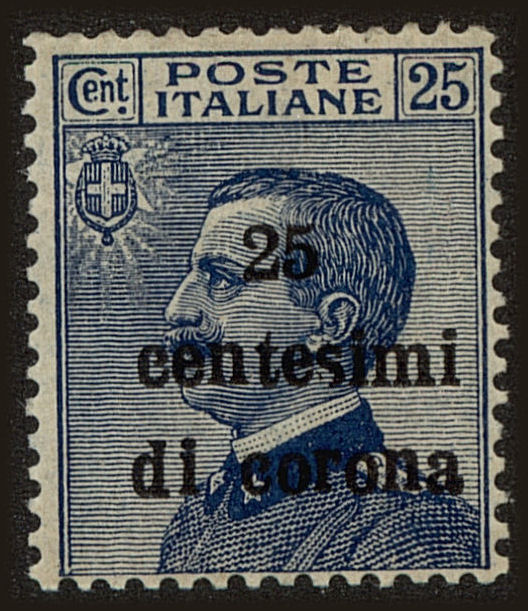 Cent. POSTE ITALIANE 25
25
centesimi
di corona